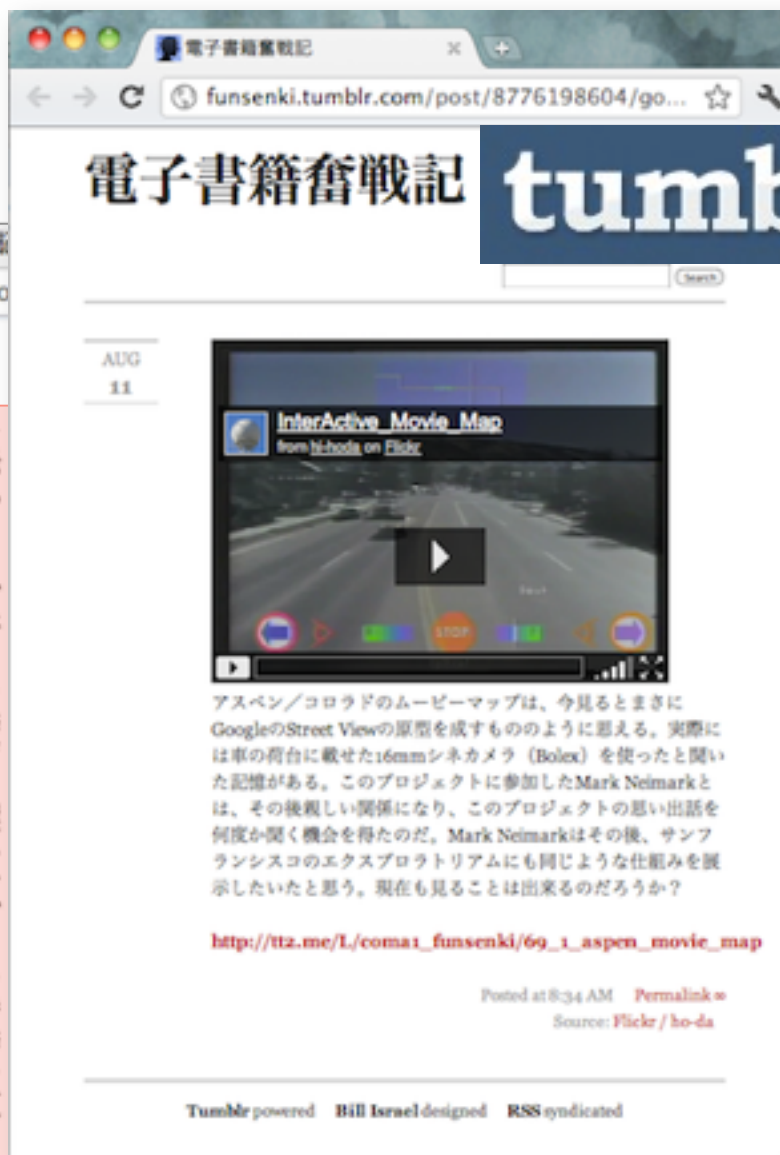 電子書籍奮戦記
funsenki.tumblr.com/post/8776198604/go...
電子書籍奮戦記
tumb
Search
AUG
11
InterActive_Movie_Map
from hi-hoda on Flickr
STOP
アスペン／コロラドのムービーマップは、今見るとまさに
GoogleのStreet Viewの原型を成すもののように思える。実際に
は車の荷台に載せた16mmシネカメラ（Bolex）を使ったと聞い
た記憶がある。このプロジェクトに参加したMark Neimarkと
は、その後親しい関係になり、このプロジェクトの思い出話を
何度か聞く機会を得たのだ。Mark Neimarkはその後、サンフ
ランシスコのエクスプロラトリアムにも同じような仕組みを展
示したいたと思う。現在も見ることは出来るのだろうか？
http://tt2.me/L/coma1_funsenki/69_1_aspen_movie_map
Posted at 8:34 AM Permalink ∞
Source: Flickr / ho-da
Tumblr powered Bill Israel designed RSS syndicated